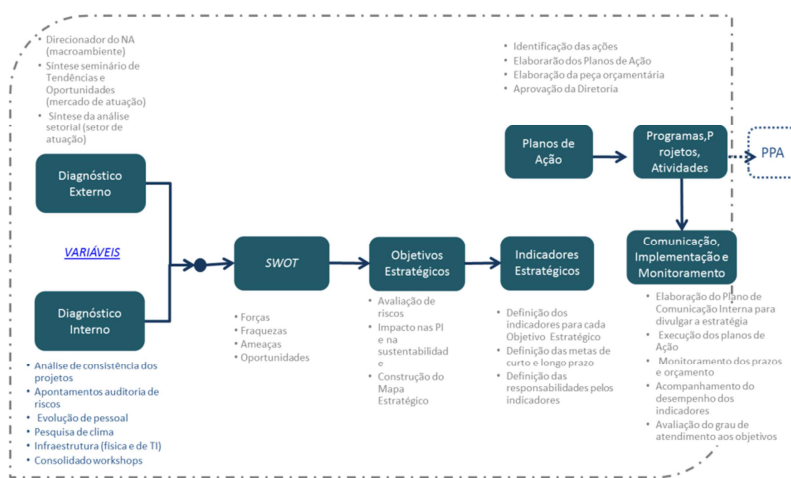 • Direcionador do NA
(macroambiente)
• Síntese seminário de
Tendências e
Oportunidades
(mercado de atuação)
• Síntese da análise
setorial (setor de
atuação)
• Identificação das ações
• Elaborarão dos Planos de Ação
• Elaboração da peça orçamentária
• Aprovação da Diretoria
Planos de
Ação
Programas,P
rojetos,
Atividades
PPA
Diagnóstico
Externo
VARIÁVEIS
Diagnóstico
Interno
SWOT
Objetivos
Estratégicos
Indicadores
Estratégicos
Comunicação,
Implementação e
Monitoramento
• Forças
• Fraquezas
• Ameaças
• Oportunidades
• Avaliação de
riscos
• Impacto nas PI
e na
sustentabilidad
e
• Construção do
Mapa
Estratégico
• Definição dos
indicadores para cada
Objetivo Estratégico
• Definição das metas de
curto e longo prazo
• Definição das
responsabilidades pelos
indicadores
• Elaboração do Plano de
Comunicação Interna para
divulgar a estratégia
• Execução dos planos de
Ação
• Monitoramento dos prazos
e orçamento
• Acompanhamento do
desempenho dos
indicadores
• Avaliação do grau de
atendimento aos objetivos
• Análise de consistência dos
projetos
• Apontamentos auditoria de
riscos
• Evolução de pessoal
• Pesquisa de clima
• Infraestrutura (física e de TI)
• Consolidado workshops